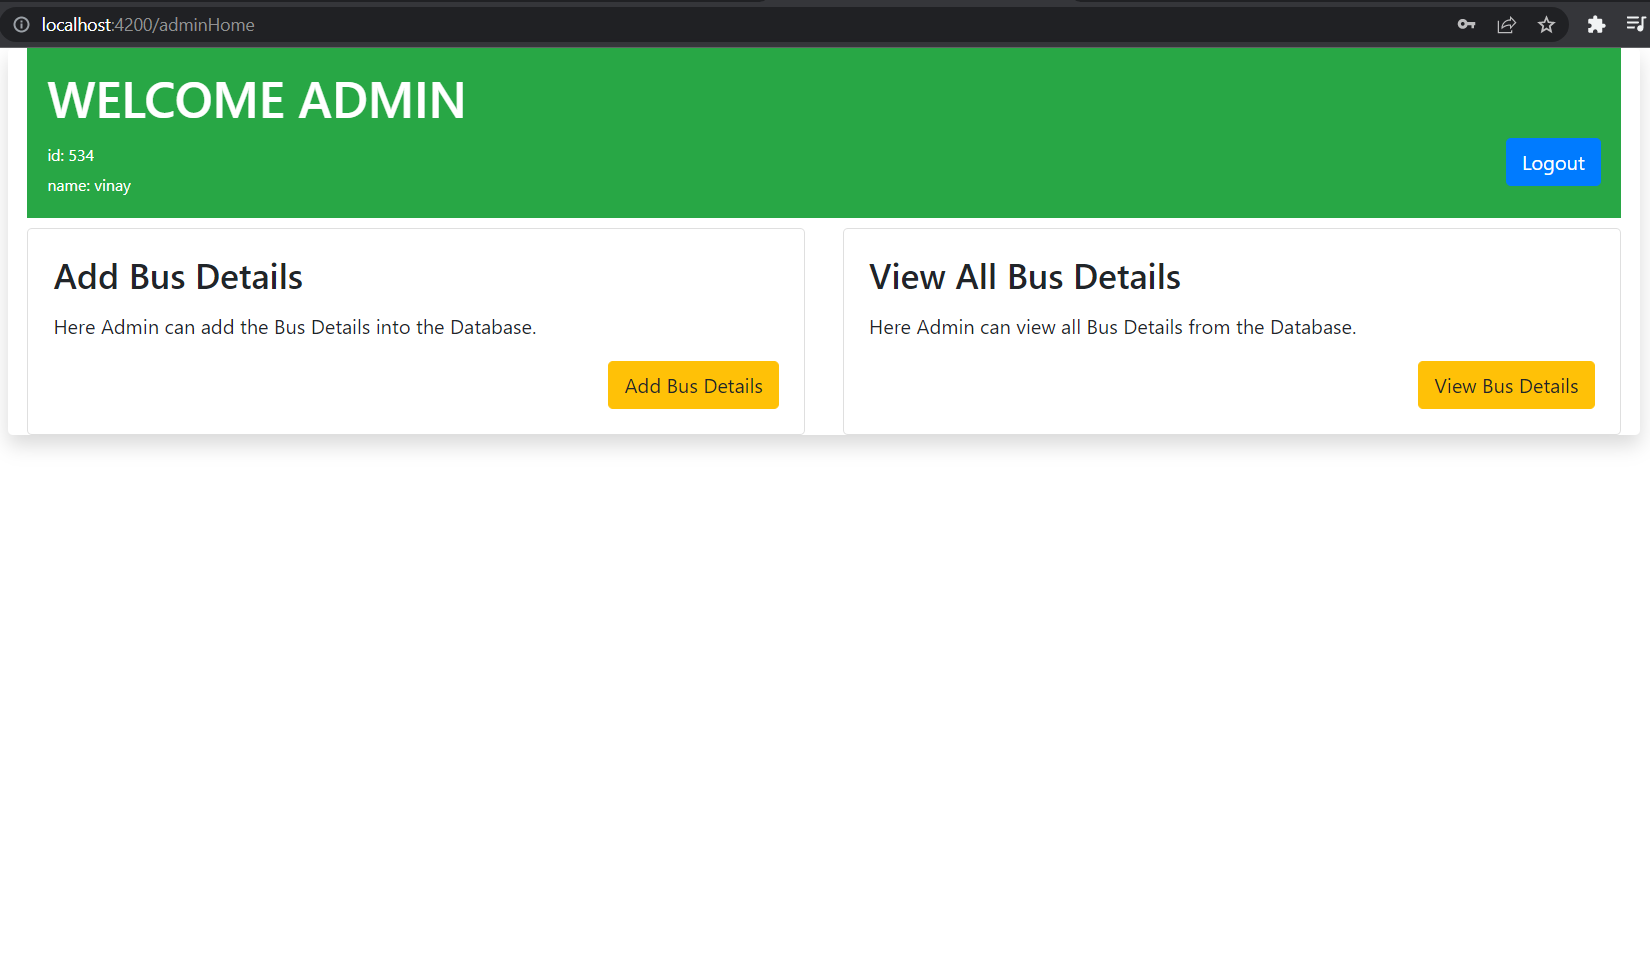 localhost:4200/adminHome
WELCOME ADMIN
id: 534
name: vinay
Logout
Add Bus Details
Here Admin can add the Bus Details into the Database.
Add Bus Details
View All Bus Details
Here Admin can view all Bus Details from the Database.
View Bus Details